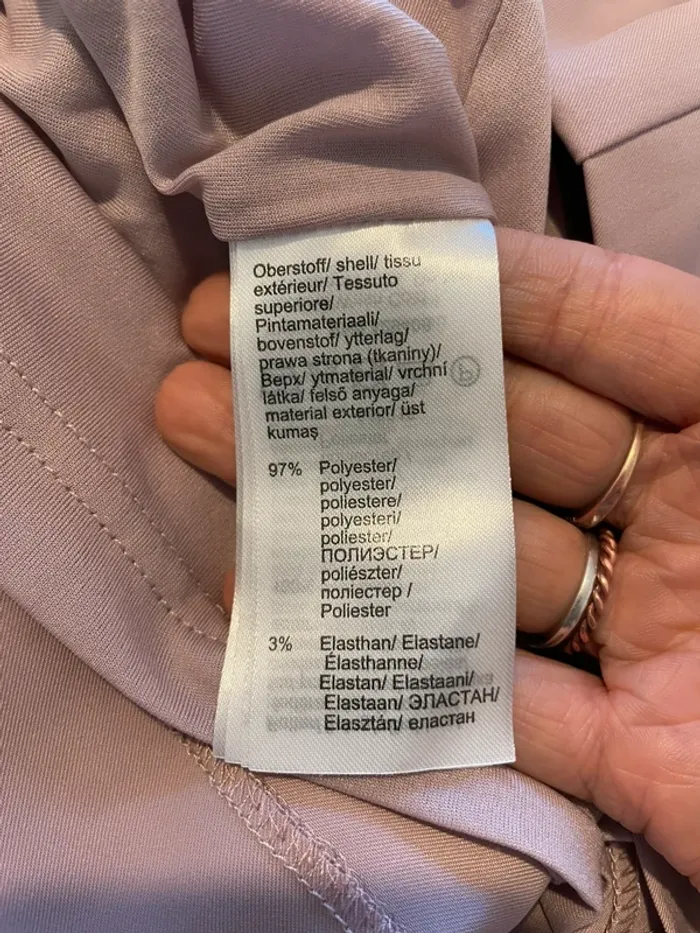 Oberstoff/ shell/ tissu
extérieur/ Tessuto
superiore/
Pintamateriaali/
bovenstof/ ytterlag/
prawa strona (tkaniny)/
Верх/ ytmaterial/ vrchní
látka/ felső anyaga/
material exterior/ üst
kumaş
97% Polyester/
polyester/
poliestere/
polyesteri/
poliester/
ПОЛИЭСТЕР/
poliészter/
поліестер /
Poliester
3% Elasthan/ Elastane/
Élasthanne/
Elastan/ Elastaani/
Elastaan/ ЭЛАСТАН/
Elasztán/ еластан